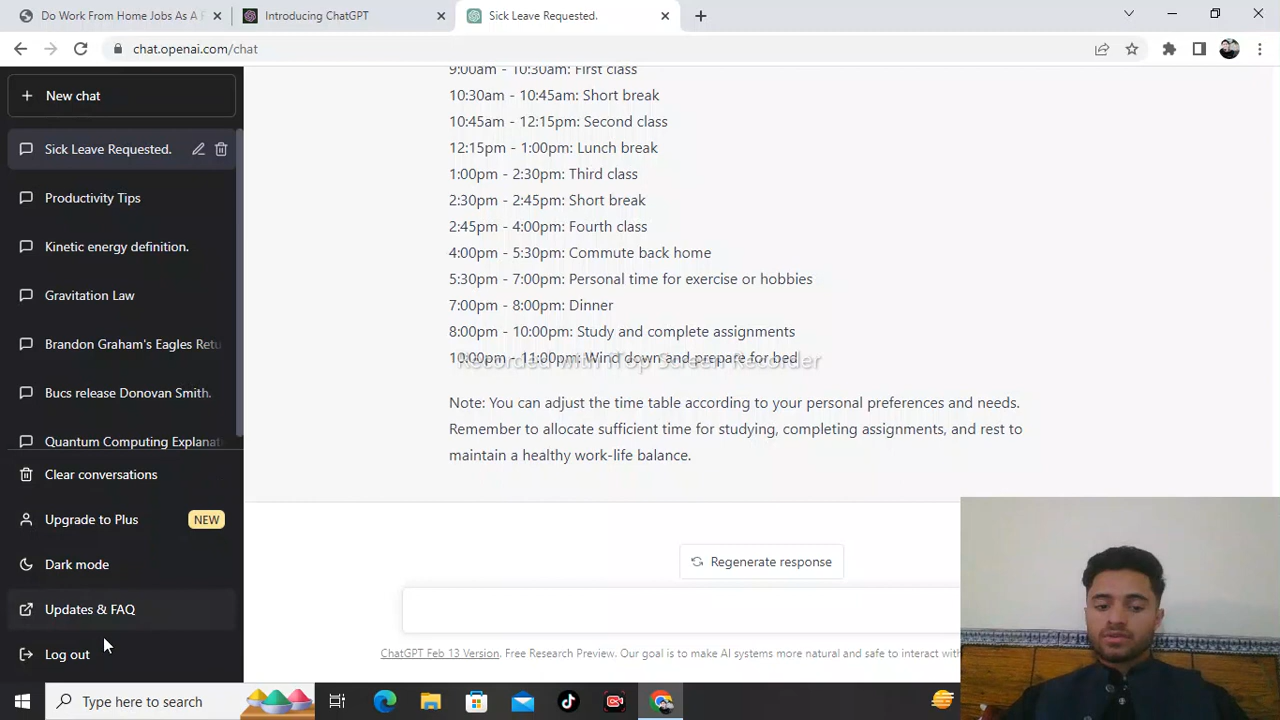 Do Work From Home Jobs As A F
Introducing ChatGPT
Sick Leave Requested.
chat.openai.com/chat
New chat
Sick Leave Requested.
Productivity Tips
Kinetic energy definition.
Gravitation Law
Brandon Graham's Eagles Retu
Bucs release Donovan Smith.
Quantum Computing Explanat
Clear conversations
Upgrade to Plus NEW
Dark mode
Updates & FAQ
Log out
9:00am - 10:30am: First class
10:30am - 10:45am: Short break
10:45am - 12:15pm: Second class
12:15pm - 1:00pm: Lunch break
1:00pm - 2:30pm: Third class
2:30pm - 2:45pm: Short break
2:45pm - 4:00pm: Fourth class
4:00pm - 5:30pm: Commute back home
5:30pm - 7:00pm: Personal time for exercise or hobbies
7:00pm - 8:00pm: Dinner
8:00pm - 10:00pm: Study and complete assignments
10:00pm - 11:00pm: Wind down and prepare for bed
Recorded with iTop Screen Recorder
Note: You can adjust the time table according to your personal preferences and needs.
Remember to allocate sufficient time for studying, completing assignments, and rest to
maintain a healthy work-life balance.
Regenerate response
ChatGPT Feb 13 Version. Free Research Preview. Our goal is to make AI systems more natural and safe to interact with
Type here to search